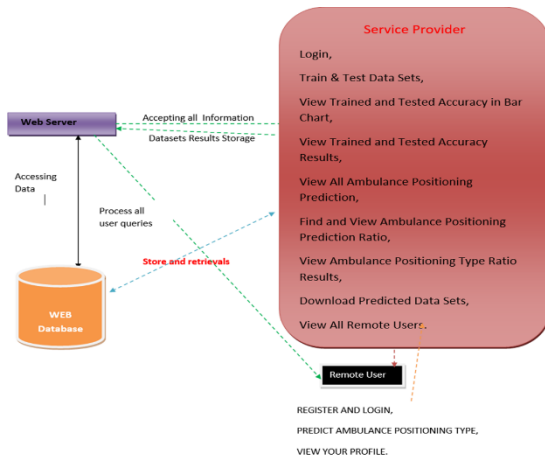 Service Provider
Login,
Train & Test Data Sets,
View Trained and Tested Accuracy in Bar
Chart,
View Trained and Tested Accuracy
Results,
View All Ambulance Positioning
Prediction,
Find and View Ambulance Positioning
Prediction Ratio,
View Ambulance Positioning Type Ratio
Results,
Download Predicted Data Sets,
View All Remote Users.
Web Server
Accepting all Information
Datasets Results Storage
Accessing
Data
Process all
user queries
Store and retrievals
WEB
Database
Remote User
REGISTER AND LOGIN,
PREDICT AMBULANCE POSITIONING TYPE,
VIEW YOUR PROFILE.